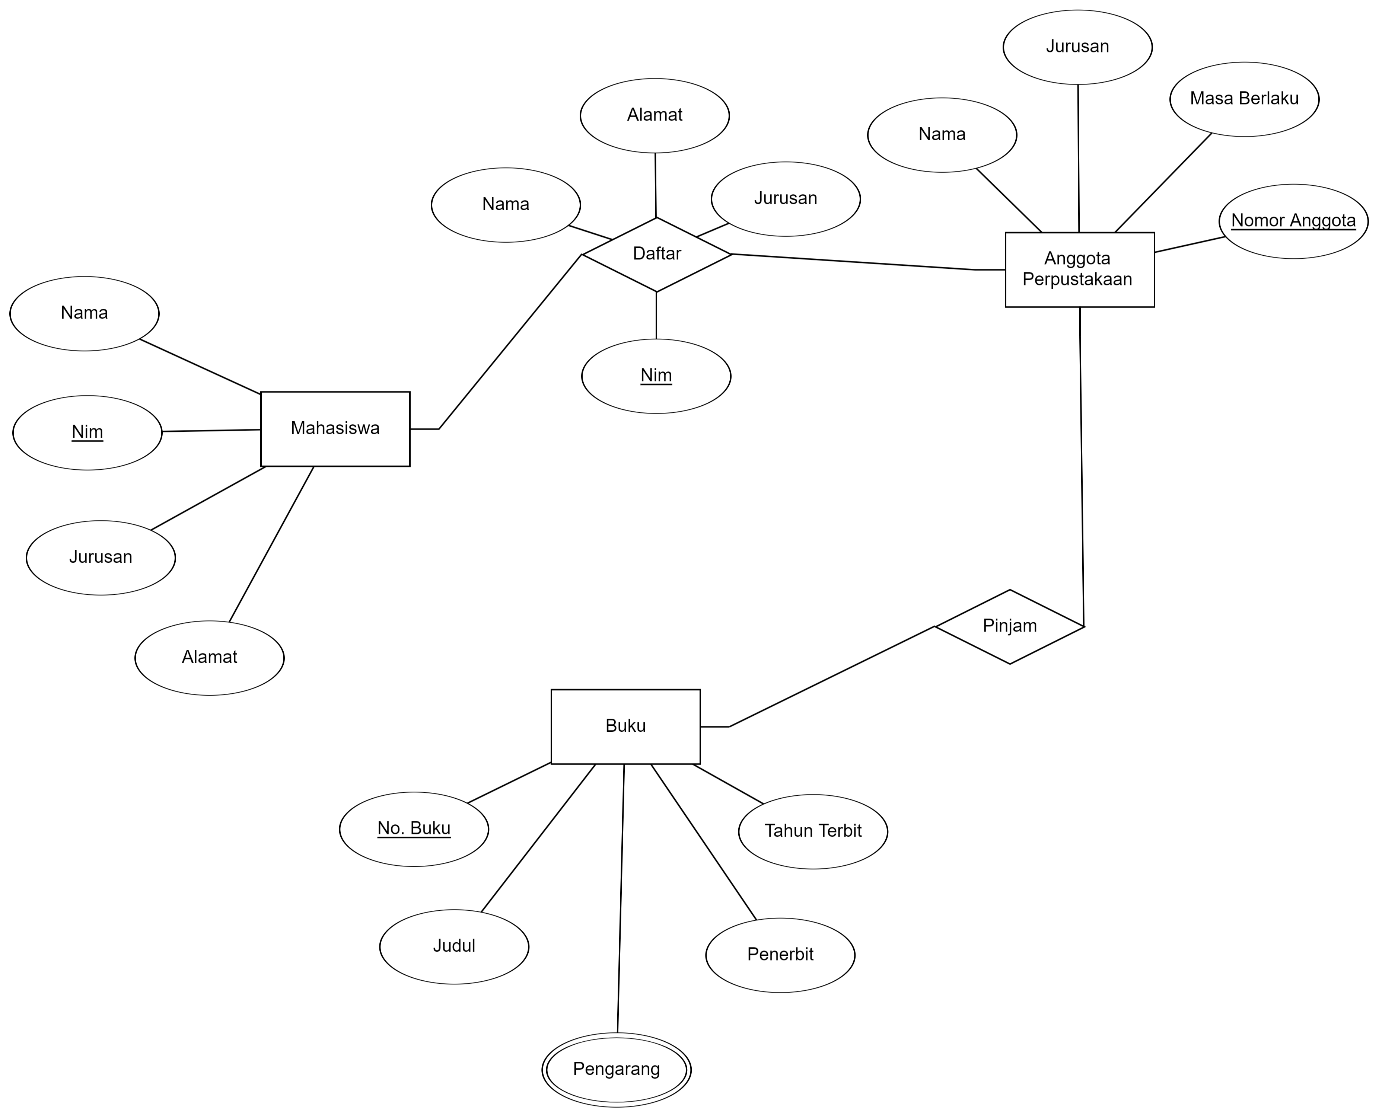 Jurusan
Masa Berlaku
Nama
Alamat
Jurusan
Nama
Nomor Anggota
Daftar
Anggota
Perpustakaan
Nama
Nim
Mahasiswa
Nim
Jurusan
Pinjam
Alamat
Buku
No. Buku
Tahun Terbit
Judul
Penerbit
Pengarang